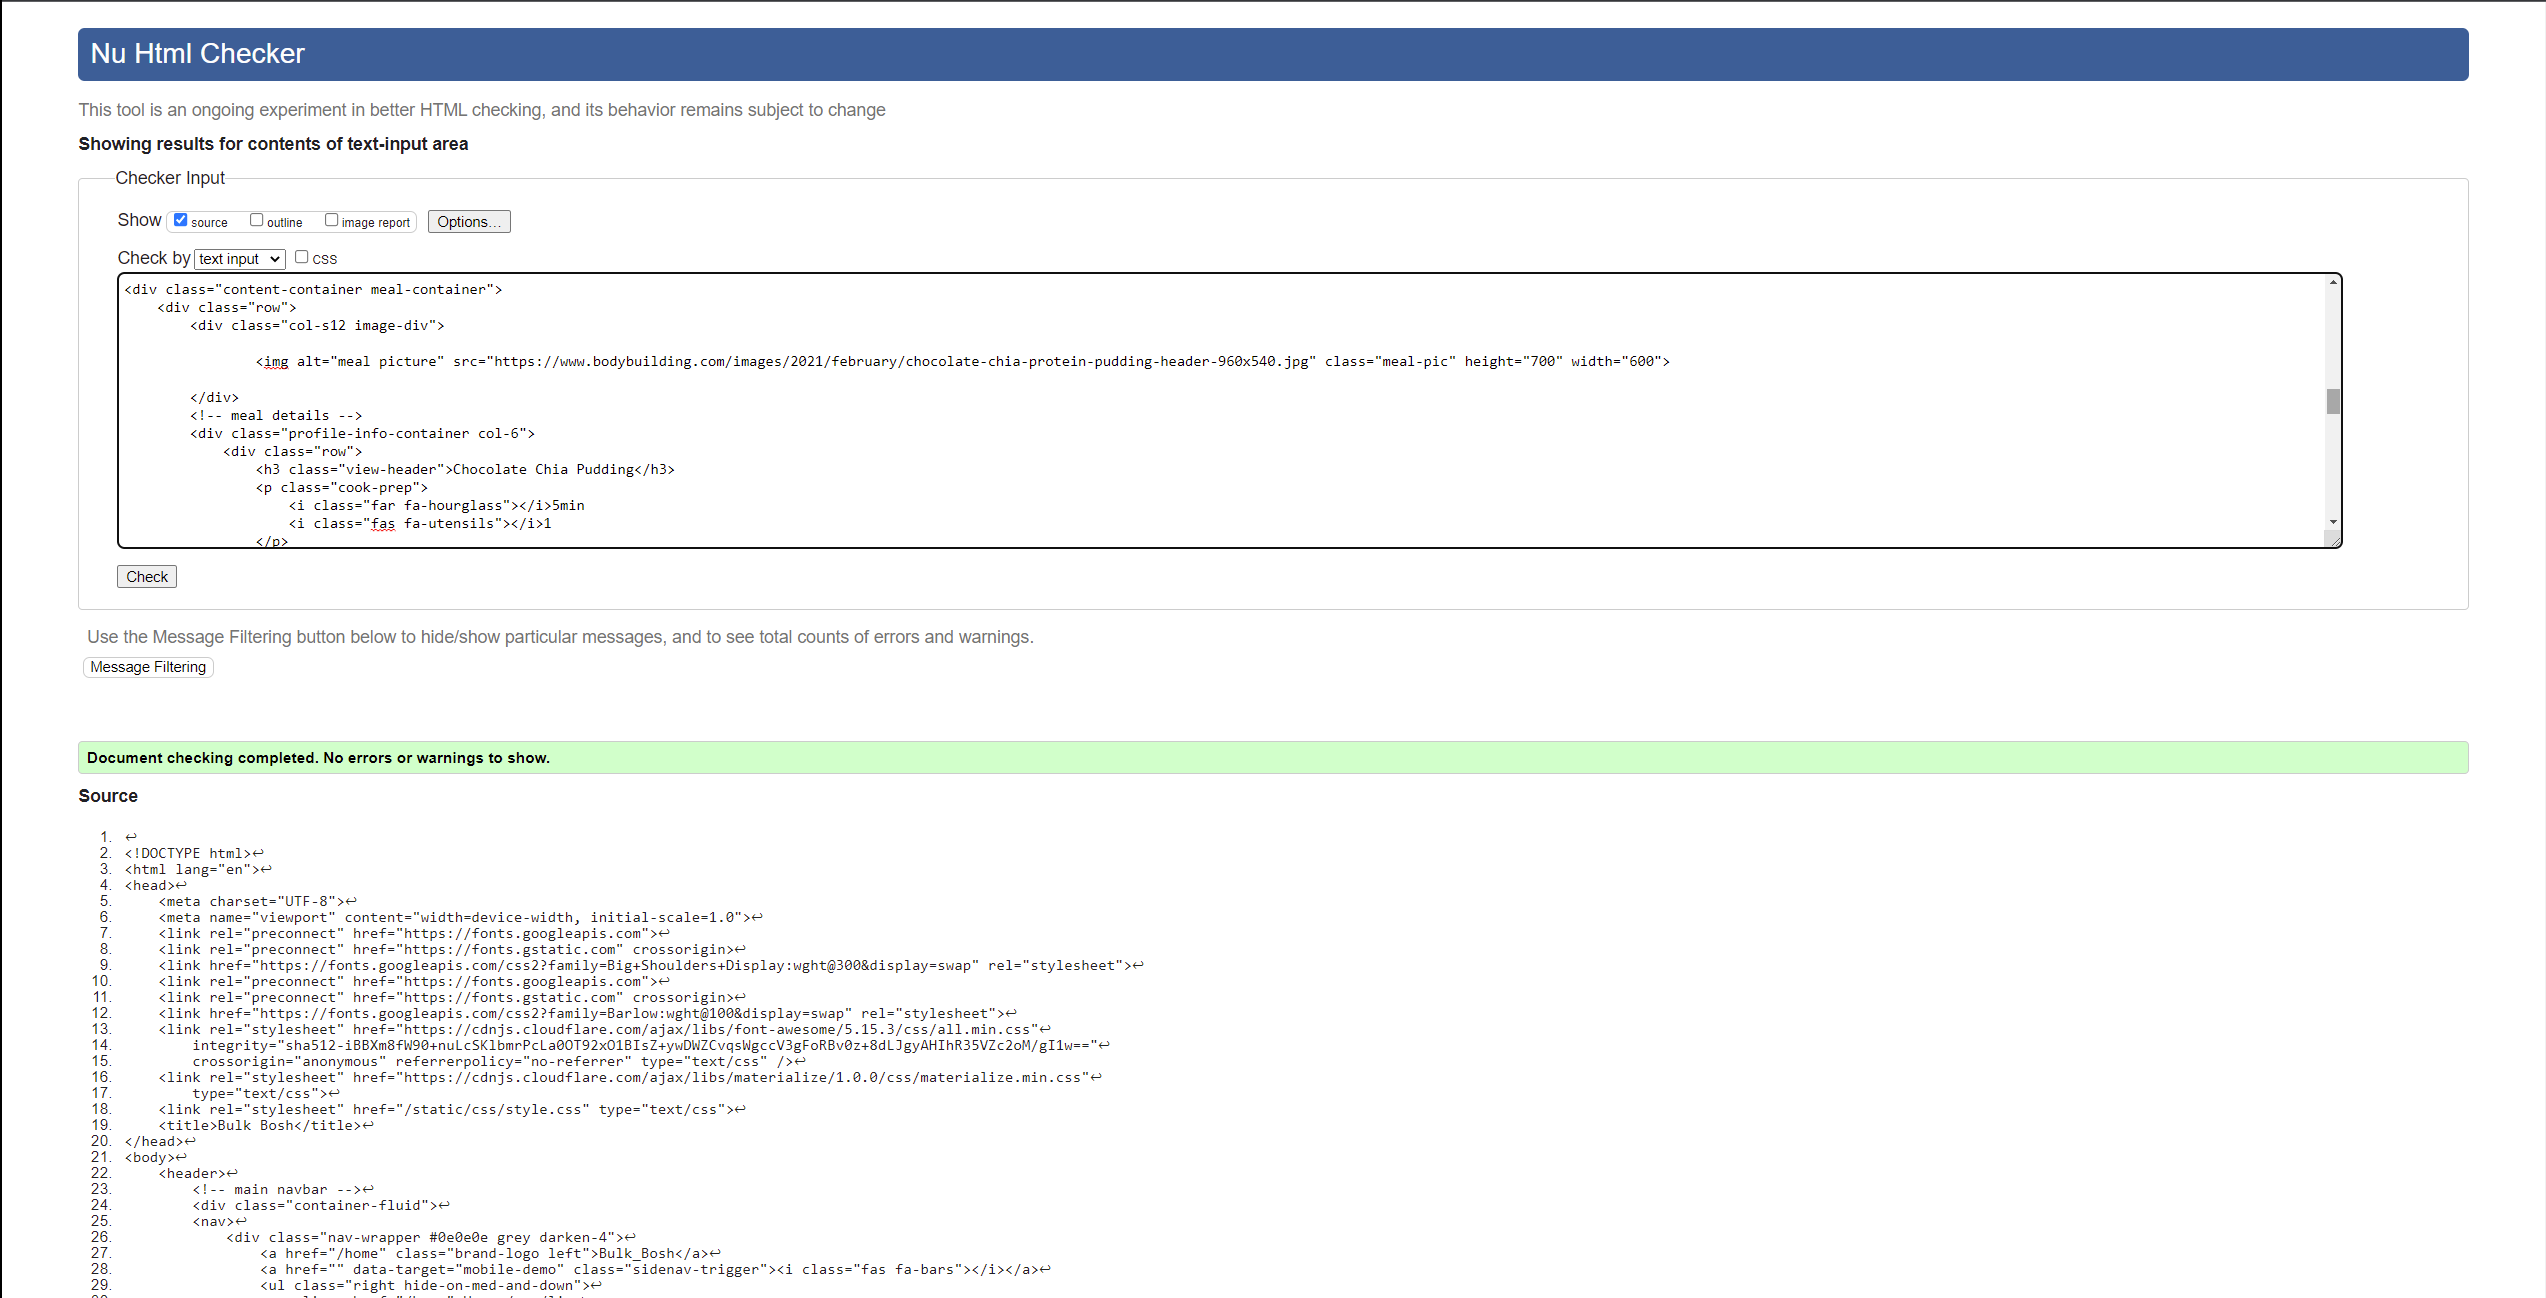 Nu Html Checker
This tool is an ongoing experiment in better HTML checking, and its behavior remains subject to change
Showing results for contents of text-input area
Checker Input
Show source outline image report Options...
Check by text input CSS
<div class="content-container meal-container">
<div class="row">
<div class="col-s12 image-div">
<img alt="meal picture" src="https://www.bodybuilding.com/images/2021/february/chocolate-chia-protein-pudding-header-960x540.jpg" class="meal-pic" height="700" width="600">
</div>
<!-- meal details -->
<div class="profile-info-container col-6">
<div class="row">
<h3 class="view-header">Chocolate Chia Pudding</h3>
<p class="cook-prep">
<i class="far fa-hourglass"></i>5min
<i class="fas fa-utensils"></i>1
</p>
Check
Use the Message Filtering button below to hide/show particular messages, and to see total counts of errors and warnings.
Message Filtering
Document checking completed. No errors or warnings to show.
Source
1. ↩
2. <!DOCTYPE html>↩
3. <html lang="en">↩
4. <head>↩
5. <meta charset="UTF-8">↩
6. <meta name="viewport" content="width=device-width, initial-scale=1.0">↩
7. <link rel="preconnect" href="https://fonts.googleapis.com">↩
8. <link rel="preconnect" href="https://fonts.gstatic.com" crossorigin>↩
9. <link href="https://fonts.googleapis.com/css2?family=Big+Shoulders+Display:wght@300&display=swap" rel="stylesheet">↩
10. <link rel="preconnect" href="https://fonts.googleapis.com">↩
11. <link rel="preconnect" href="https://fonts.gstatic.com" crossorigin>↩
12. <link href="https://fonts.googleapis.com/css2?family=Barlow:wght@100&display=swap" rel="stylesheet">↩
13. <link rel="stylesheet" href="https://cdnjs.cloudflare.com/ajax/libs/font-awesome/5.15.3/css/all.min.css"↩
14. integrity="sha512-iBBXm8fW90+nuLcSKlbmrPcLa0OT92xO1BIsZ+ywDWZCvqsWgccV3gFoRBv0z+8dLJgyAHIhR35VZc2oM/gI1w=="↩
15. crossorigin="anonymous" referrerpolicy="no-referrer" type="text/css" />↩
16. <link rel="stylesheet" href="https://cdnjs.cloudflare.com/ajax/libs/materialize/1.0.0/css/materialize.min.css"↩
17. type="text/css">↩
18. <link rel="stylesheet" href="/static/css/style.css" type="text/css">↩
19. <title>Bulk Bosh</title>↩
20. </head>↩
21. <body>↩
22. <header>↩
23. <!-- main navbar -->↩
24. <div class="container-fluid">↩
25. <nav>↩
26. <div class="nav-wrapper #0e0e0e grey darken-4">↩
27. <a href="/home" class="brand-logo left">Bulk_Bosh</a>↩
28. <a href="" data-target="mobile-demo" class="sidenav-trigger"><i class="fas fa-bars"></i></a>↩
29. <ul class="right hide-on-med-and-down">↩